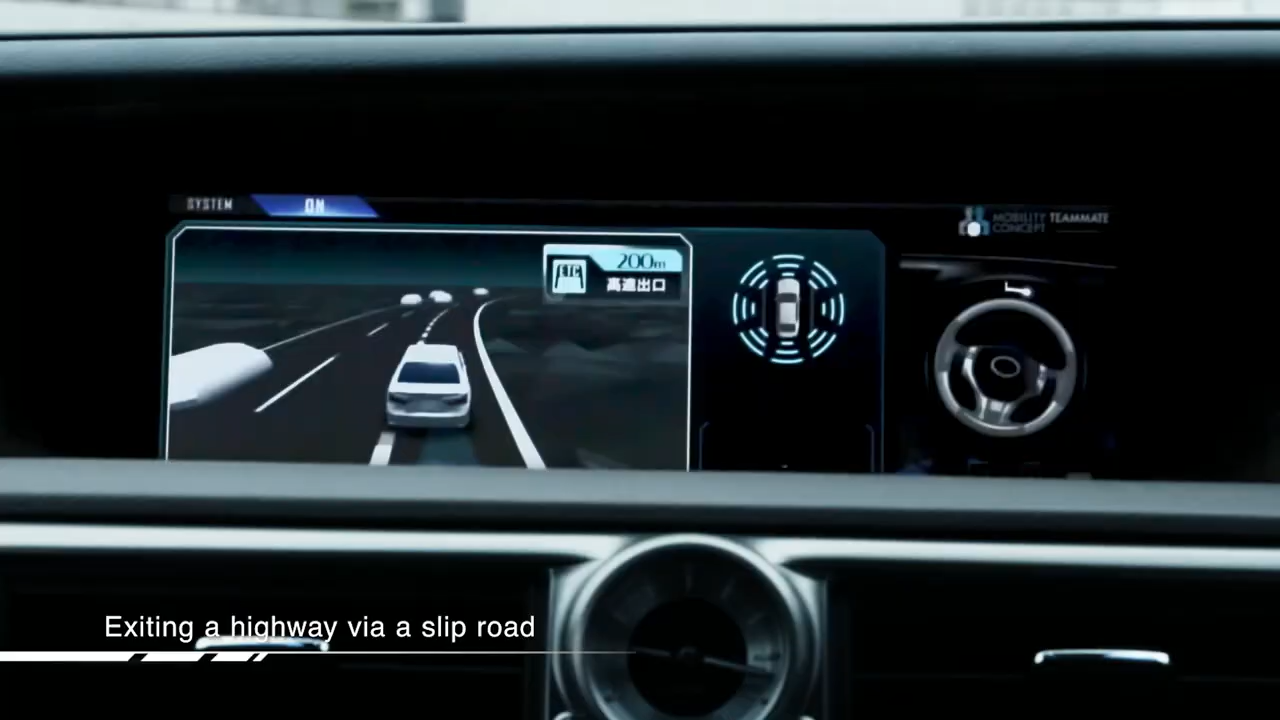 SYSTEM ON
MOBILITY TEAMMATE
CONCEPT
200m
ETC
高速出口
Exiting a highway via a slip road